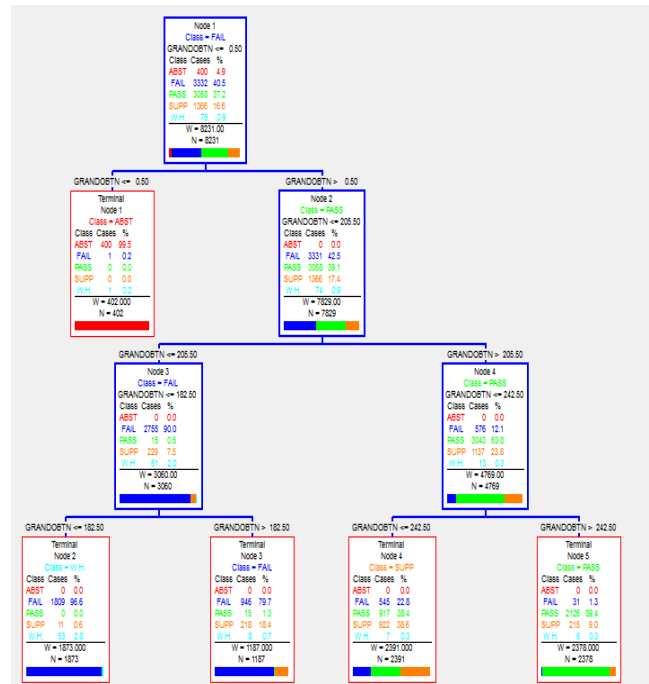 Node 1
Class = FAIL
GRANDOBTN <= 0.50
Class Cases %
ABST 400 4.9
FAIL 3332 40.5
PASS 3058 37.2
SUPP 1366 16.6
W.H. 75 0.9
W = 8231.00
N = 8231
GRANDOBTN <= 0.50
GRANDOBTN > 0.50
Terminal
Node 1
Class = ABST
Class Cases %
ABST 400 99.5
FAIL 1 0.2
PASS 0 0.0
SUPP 0 0.0
W.H. 1 0.2
W = 402.000
N = 402
Node 2
Class = PASS
GRANDOBTN <= 205.50
Class Cases %
ABST 0 0.0
FAIL 3331 42.5
PASS 3058 39.1
SUPP 1366 17.4
W.H. 74 0.9
W = 7829.00
N = 7829
GRANDOBTN <= 205.50
GRANDOBTN > 205.50
Node 3
Class = FAIL
GRANDOBTN <= 182.50
Class Cases %
ABST 0 0.0
FAIL 2755 90.0
PASS 15 0.5
SUPP 229 7.5
W.H. 61 2.0
W = 3060.00
N = 3060
Node 4
Class = PASS
GRANDOBTN <= 242.50
Class Cases %
ABST 0 0.0
FAIL 576 12.1
PASS 3043 63.8
SUPP 1137 23.8
W.H. 13 0.3
W = 4769.00
N = 4769
GRANDOBTN <= 182.50
GRANDOBTN > 182.50
GRANDOBTN <= 242.50
GRANDOBTN > 242.50
Terminal
Node 2
Class = W.H
Class Cases %
ABST 0 0.0
FAIL 1809 96.6
PASS 0 0.0
SUPP 11 0.6
W.H. 53 2.8
W = 1873.000
N = 1873
Terminal
Node 3
Class = FAIL
Class Cases %
ABST 0 0.0
FAIL 946 79.7
PASS 15 1.3
SUPP 218 18.4
W.H. 8 0.7
W = 1187.000
N = 1187
Terminal
Node 4
Class = SUPP
Class Cases %
ABST 0 0.0
FAIL 545 22.8
PASS 917 38.4
SUPP 922 38.6
W.H. 7 0.3
W = 2391.000
N = 2391
Terminal
Node 5
Class = PASS
Class Cases %
ABST 0 0.0
FAIL 31 1.3
PASS 2126 89.4
SUPP 215 9.0
W.H. 6 0.3
W = 2378.000
N = 2378